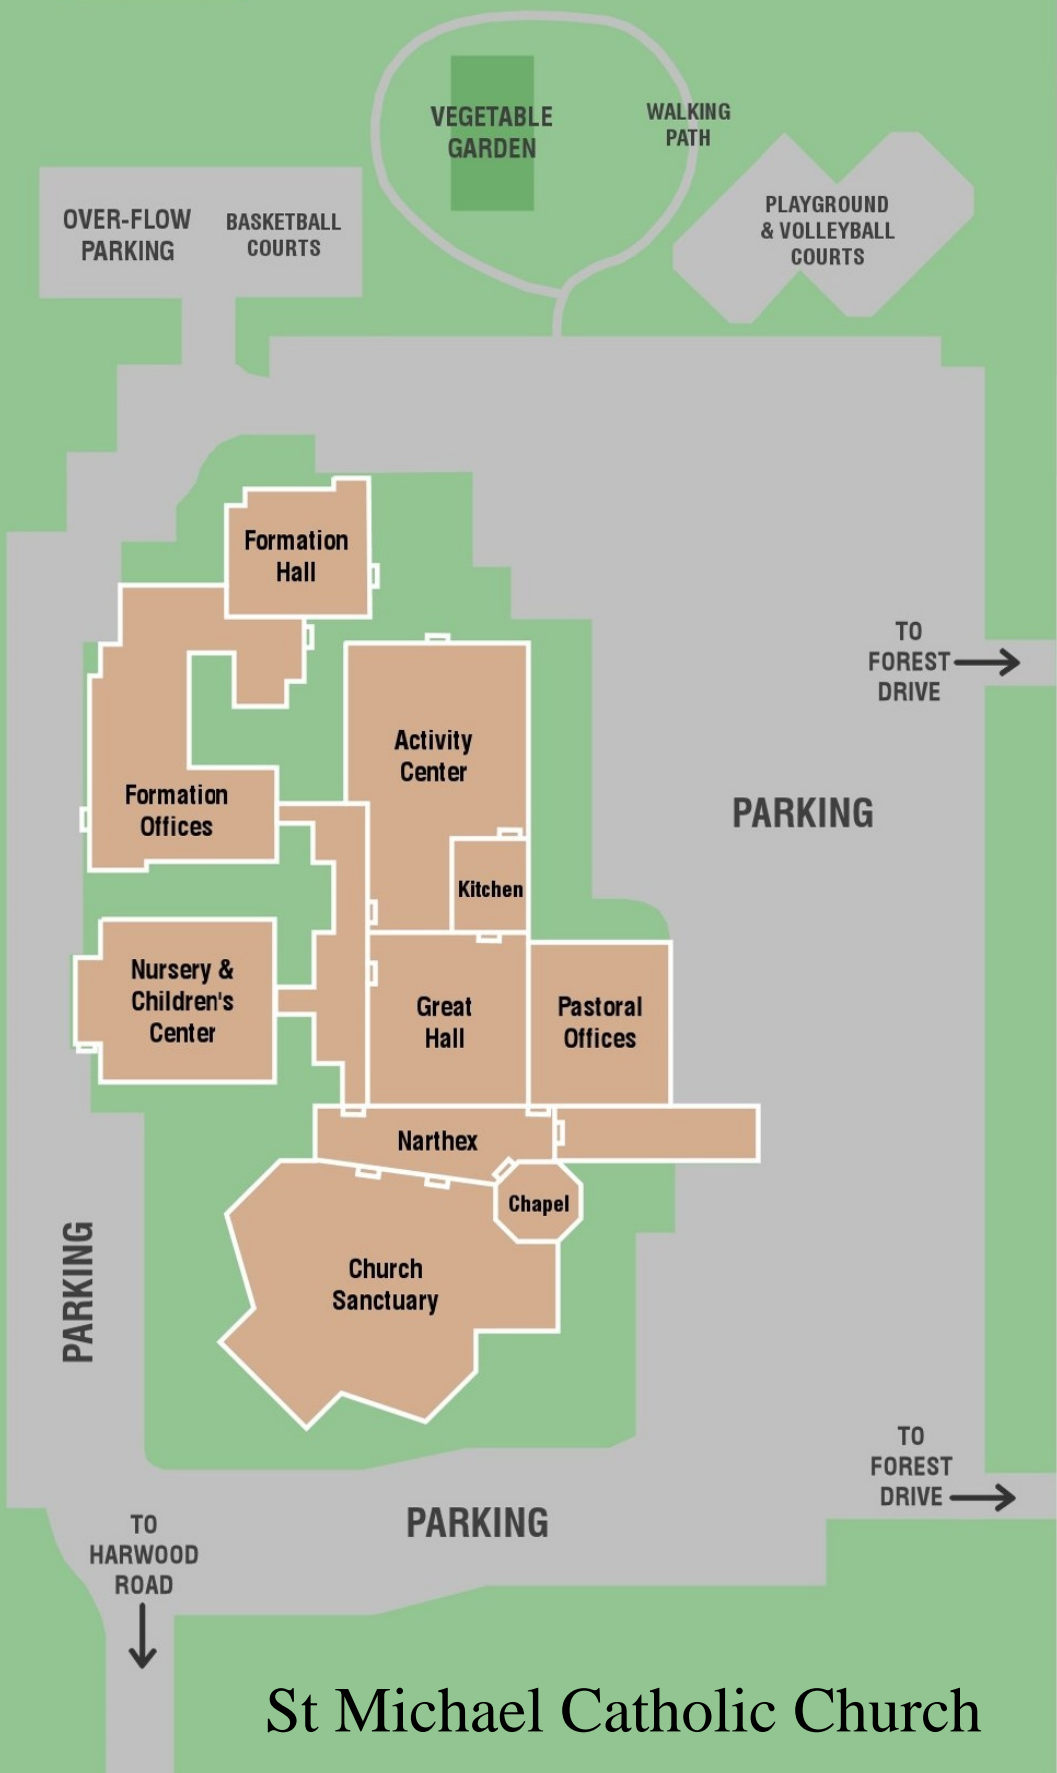 VEGETABLE
GARDEN
WALKING
PATH
OVER-FLOW
PARKING
BASKETBALL
COURTS
PLAYGROUND
& VOLLEYBALL
COURTS
Formation
Hall
TO
FOREST
DRIVE
Activity
Center
Formation
Offices
PARKING
Kitchen
Nursery &
Children's
Center
Great
Hall
Pastoral
Offices
Narthex
Chapel
Church
Sanctuary
PARKING
TO
FOREST
DRIVE
PARKING
TO
HARWOOD
ROAD
St Michael Catholic Church